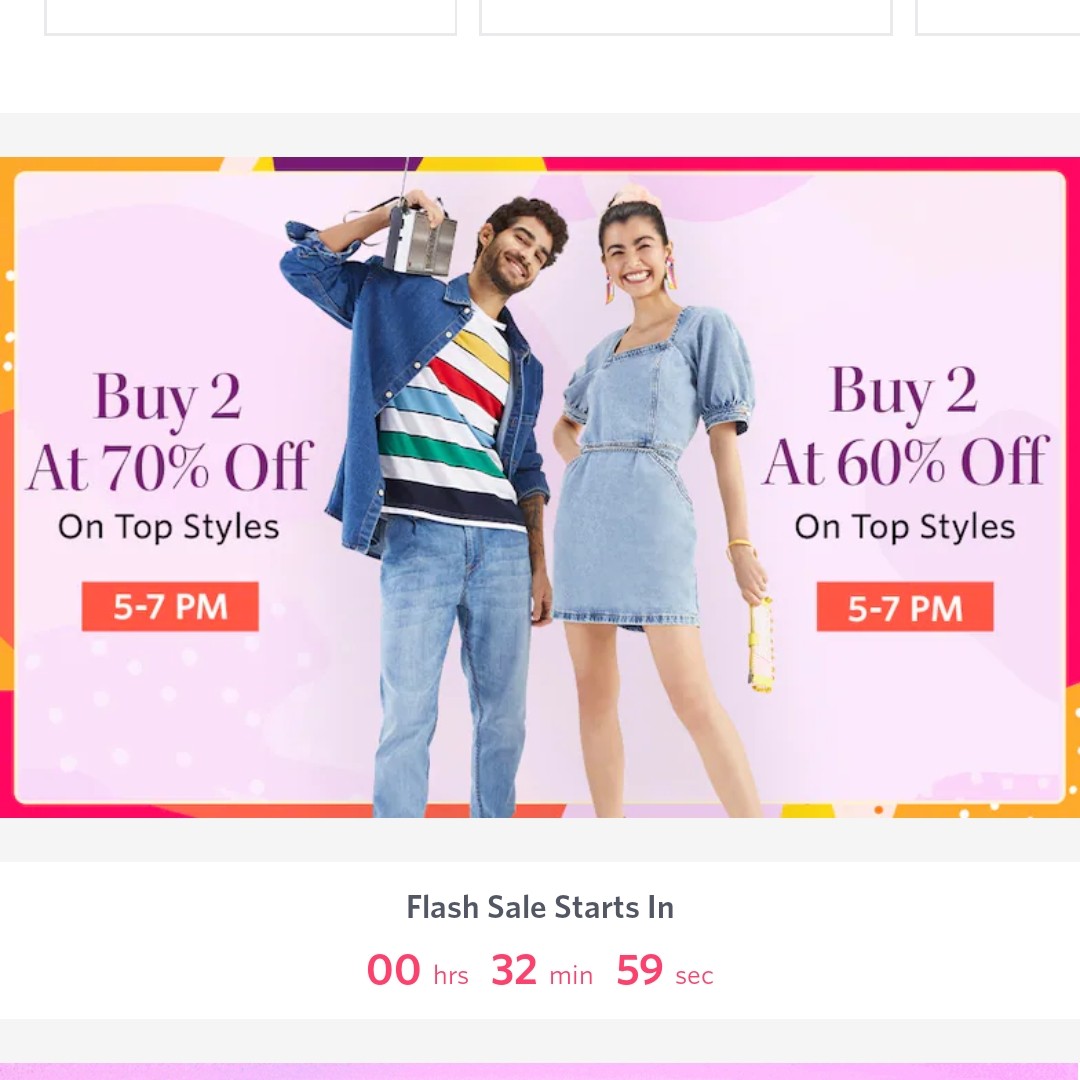 Buy 2
At 70% Off
On Top Styles
5-7 PM
Buy 2
At 60% Off
On Top Styles
5-7 PM
Flash Sale Starts In
00 hrs 32 min 59 sec